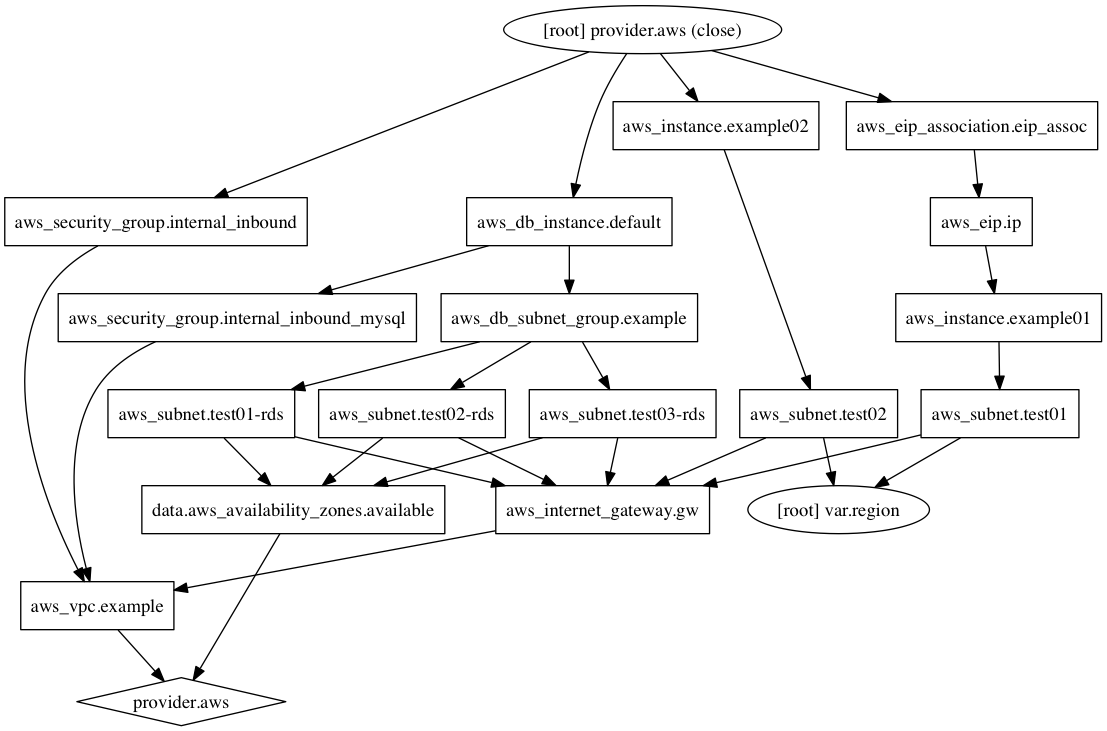 [root] provider.aws (close)
aws_instance.example02
aws_eip_association.eip_assoc
aws_security_group.internal_inbound
aws_db_instance.default
aws_eip.ip
aws_security_group.internal_inbound_mysql
aws_db_subnet_group.example
aws_instance.example01
aws_subnet.test01-rds
aws_subnet.test02-rds
aws_subnet.test03-rds
aws_subnet.test02
aws_subnet.test01
data.aws_availability_zones.available
aws_internet_gateway.gw
[root] var.region
aws_vpc.example
provider.aws